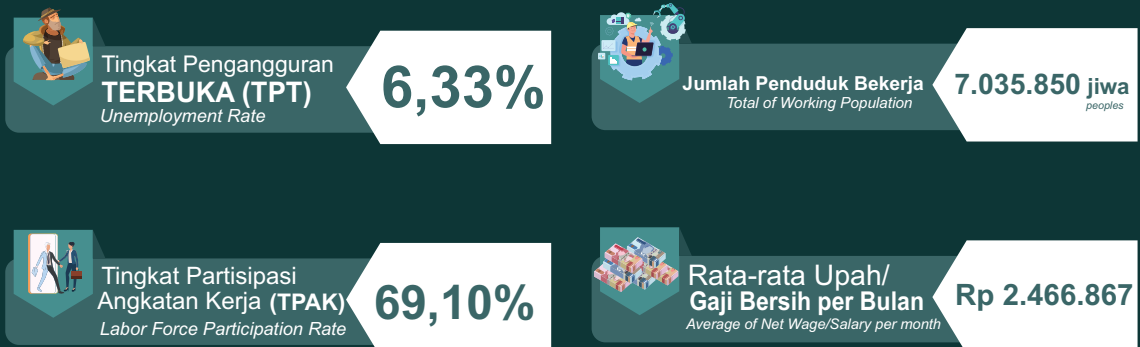 Tingkat Pengangguran
TERBUKA (TPT)
Unemployment Rate
6,33%
Jumlah Penduduk Bekerja
Total of Working Population
7.035.850 jiwa
peoples
Tingkat Partisipasi
Angkatan Kerja (TPAK)
Labor Force Participation Rate
69,10%
Rata-rata Upah/
Gaji Bersih per Bulan
Average of Net Wage/Salary per month
Rp 2.466.867